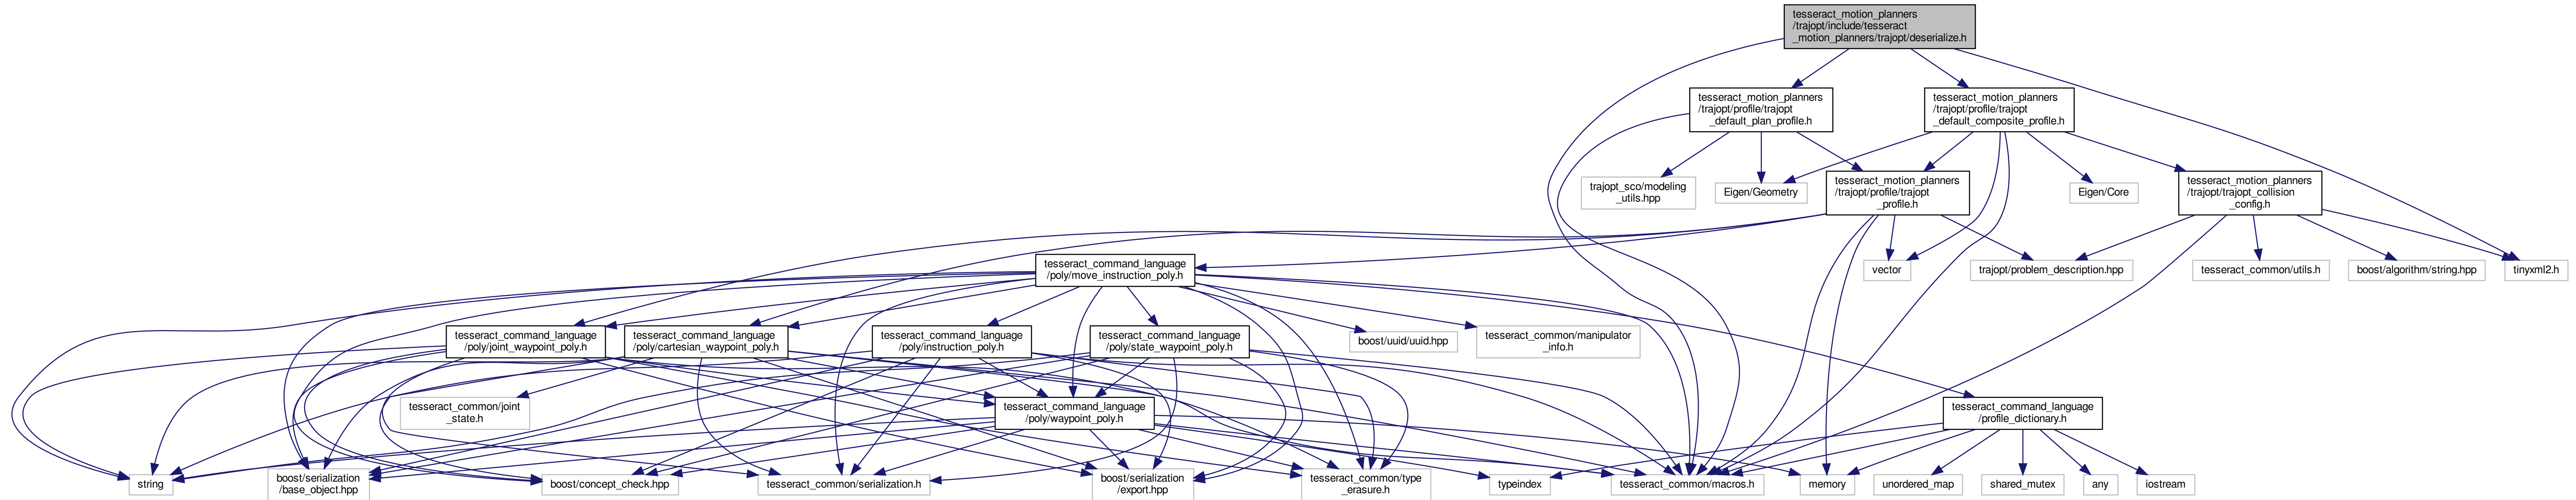 tesseract_motion_planners
/trajopt/include/tesseract
_motion_planners/trajopt/deserialize.h
tesseract_motion_planners
/trajopt/profile/trajopt
_default_plan_profile.h
tesseract_motion_planners
/trajopt/profile/trajopt
_default_composite_profile.h
trajopt_sco/modeling
_utils.hpp
Eigen/Geometry
tesseract_motion_planners
/trajopt/profile/trajopt
_profile.h
Eigen/Core
tesseract_motion_planners
/trajopt/trajopt_collision
_config.h
tesseract_command_language
/poly/move_instruction_poly.h
vector
trajopt/problem_description.hpp
tesseract_common/utils.h
boost/algorithm/string.hpp
tinyxml2.h
tesseract_command_language
/poly/joint_waypoint_poly.h
tesseract_command_language
/poly/cartesian_waypoint_poly.h
tesseract_command_language
/poly/instruction_poly.h
tesseract_command_language
/poly/state_waypoint_poly.h
boost/uuid/uuid.hpp
tesseract_common/manipulator
_info.h
tesseract_common/joint
_state.h
tesseract_command_language
/poly/waypoint_poly.h
tesseract_command_language
/profile_dictionary.h
string
boost/serialization
/base_object.hpp
boost/concept_check.hpp
tesseract_common/serialization.h
boost/serialization
/export.hpp
tesseract_common/type
_erasure.h
typeindex
tesseract_common/macros.h
memory
unordered_map
shared_mutex
any
iostream